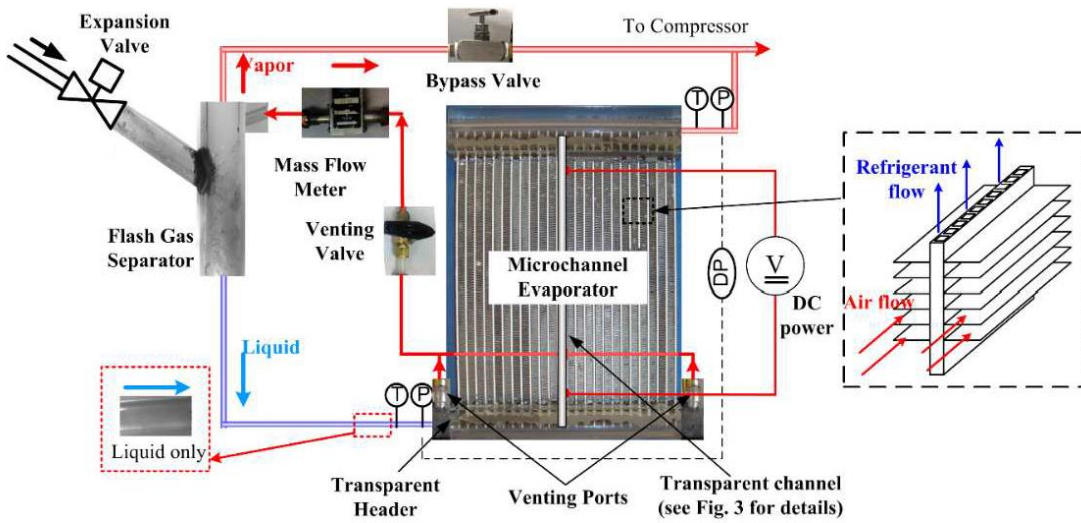 Expansion
Valve
Vapor
Bypass Valve
To Compressor
T P
Mass Flow
Meter
Venting
Valve
Flash Gas
Separator
Microchannel
Evaporator
DP
V
DC
power
Refrigerant
flow
Air flow
Liquid
T P
Liquid only
Transparent
Header
Venting Ports
Transparent channel
(see Fig. 3 for details)